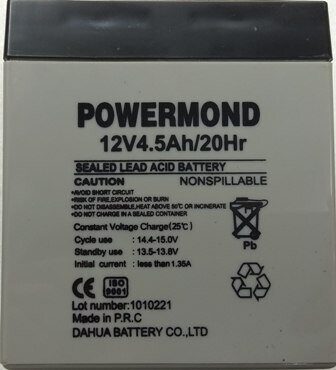 POWERMOND
12V4.5Ah/20Hr
SEALED LEAD ACID BATTERY
CAUTION NONSPILLABLE
•AVOID SHORT CIRCUIT
•RISK OF FIRE,EXPLOSION OR BURN
•DO NOT DISASSEMBLE,HEAT ABOVE 50℃ OR INCINERATE
•DO NOT CHARGE IN A SEALED CONTAINER
Constant Voltage Charge(25℃)
Cycle use : 14.4-15.0V
Standby use : 13.5-13.8V
Initial current : less than 1.35A
Pb
CE ISO 9001
Lot No: 1010221
Made in P.R.C
DAHUA BATTERY CO.,LTD